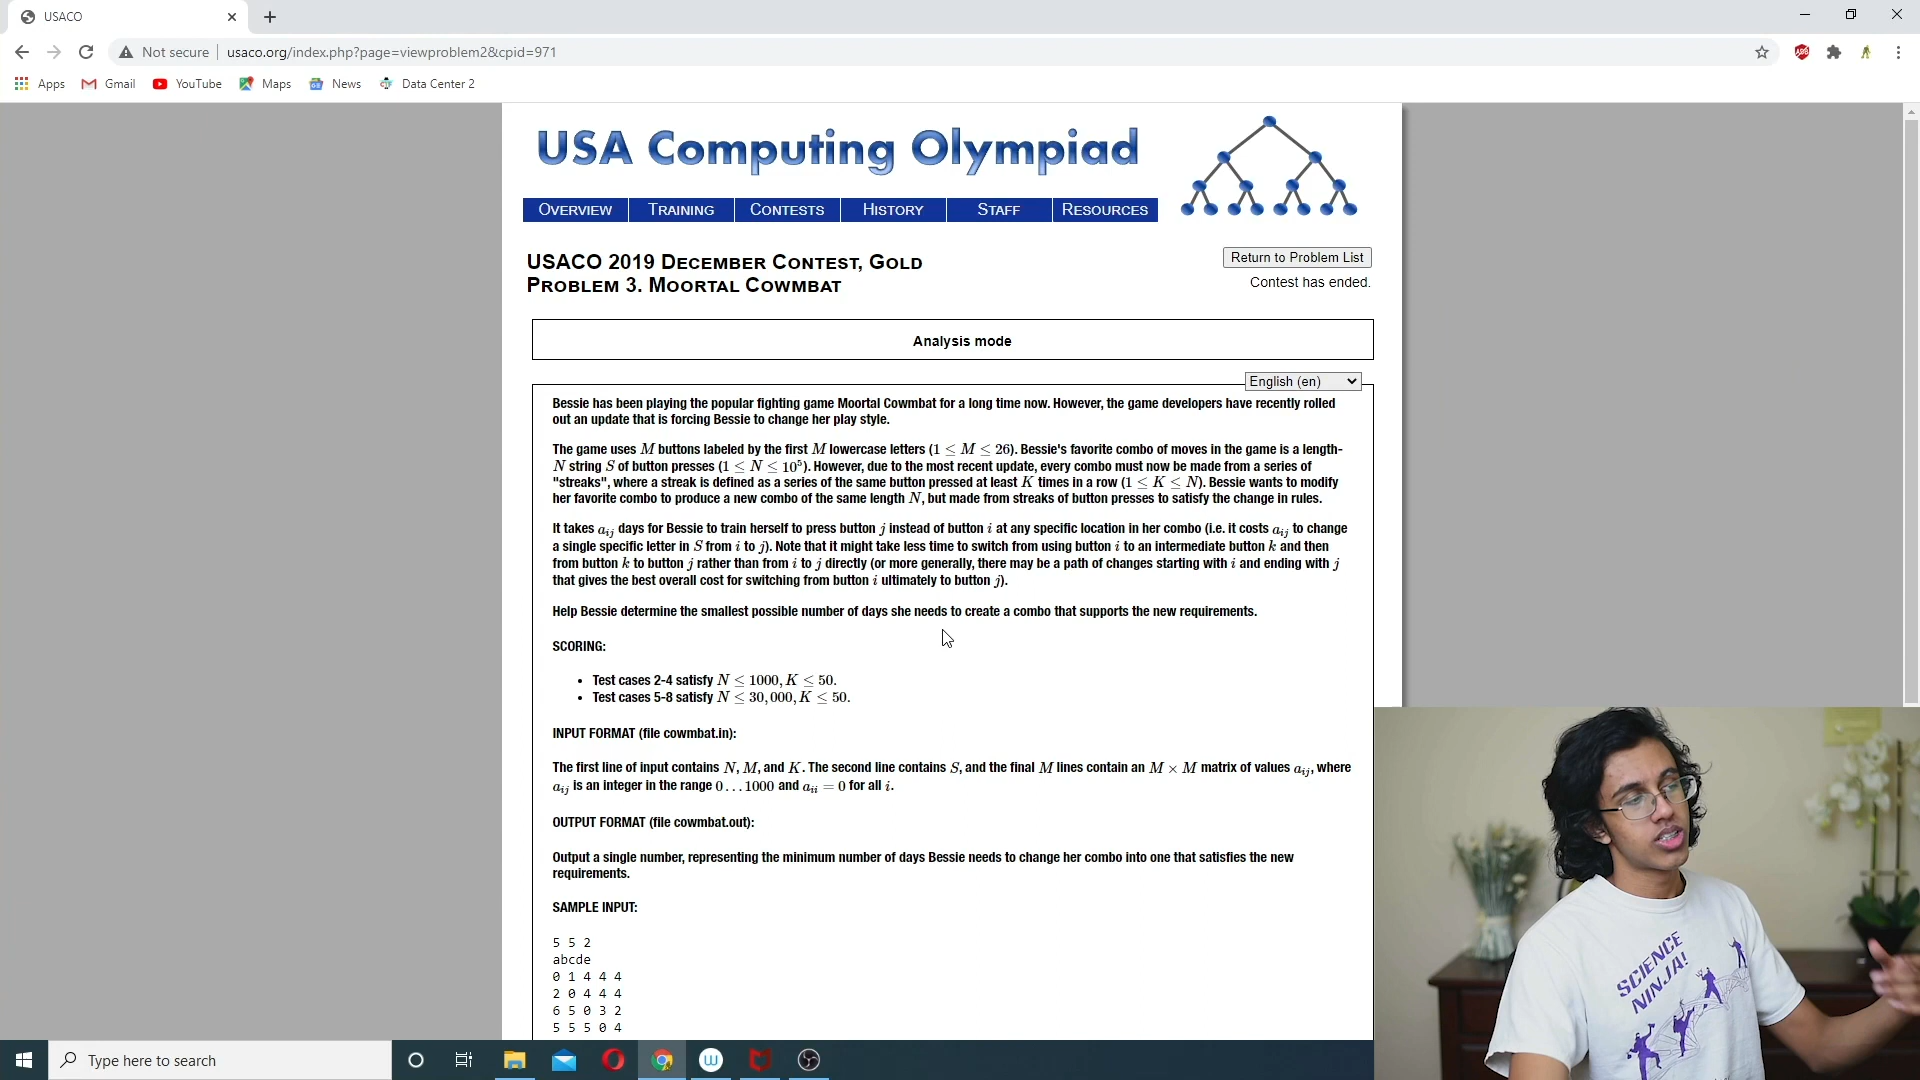 USACO
Not secure | usaco.org/index.php?page=viewproblem2&cpid=971
Apps Gmail YouTube Maps News Data Center 2
USA Computing Olympiad
OVERVIEW TRAINING CONTESTS HISTORY STAFF RESOURCES
USACO 2019 DECEMBER CONTEST, GOLD
PROBLEM 3. MOORTAL COWMBAT
Return to Problem List
Contest has ended.
Analysis mode
English (en)
Bessie has been playing the popular fighting game Moortal Cowmbat for a long time now. However, the game developers have recently rolled
out an update that is forcing Bessie to change her play style.
The game uses M buttons labeled by the first M lowercase letters (1 ≤ M ≤ 26). Bessie's favorite combo of moves in the game is a length-
N string S of button presses (1 ≤ N ≤ 10⁵). However, due to the most recent update, every combo must now be made from a series of
"streaks", where a streak is defined as a series of the same button pressed at least K times in a row (1 ≤ K ≤ N). Bessie wants to modify
her favorite combo to produce a new combo of the same length N, but made from streaks of button presses to satisfy the change in rules.
It takes aᵢⱼ days for Bessie to train herself to press button j instead of button i at any specific location in her combo (i.e. it costs aᵢⱼ to change
a single specific letter in S from i to j). Note that it might take less time to switch from using button i to an intermediate button k and then
from button k to button j rather than from i to j directly (or more generally, there may be a path of changes starting with i and ending with j
that gives the best overall cost for switching from button i ultimately to button j).
Help Bessie determine the smallest possible number of days she needs to create a combo that supports the new requirements.
SCORING:
• Test cases 2-4 satisfy N ≤ 1000, K ≤ 50.
• Test cases 5-8 satisfy N ≤ 30,000, K ≤ 50.
INPUT FORMAT (file cowmbat.in):
The first line of input contains N, M, and K. The second line contains S, and the final M lines contain an M × M matrix of values aᵢⱼ, where
aᵢⱼ is an integer in the range 0…1000 and aᵢᵢ = 0 for all i.
OUTPUT FORMAT (file cowmbat.out):
Output a single number, representing the minimum number of days Bessie needs to change her combo into one that satisfies the new
requirements.
SAMPLE INPUT:
5 5 2
abcde
0 1 4 4 4
2 0 4 4 4
6 5 0 3 2
5 5 5 0 4
SCIENCE
NINJA!
Type here to search